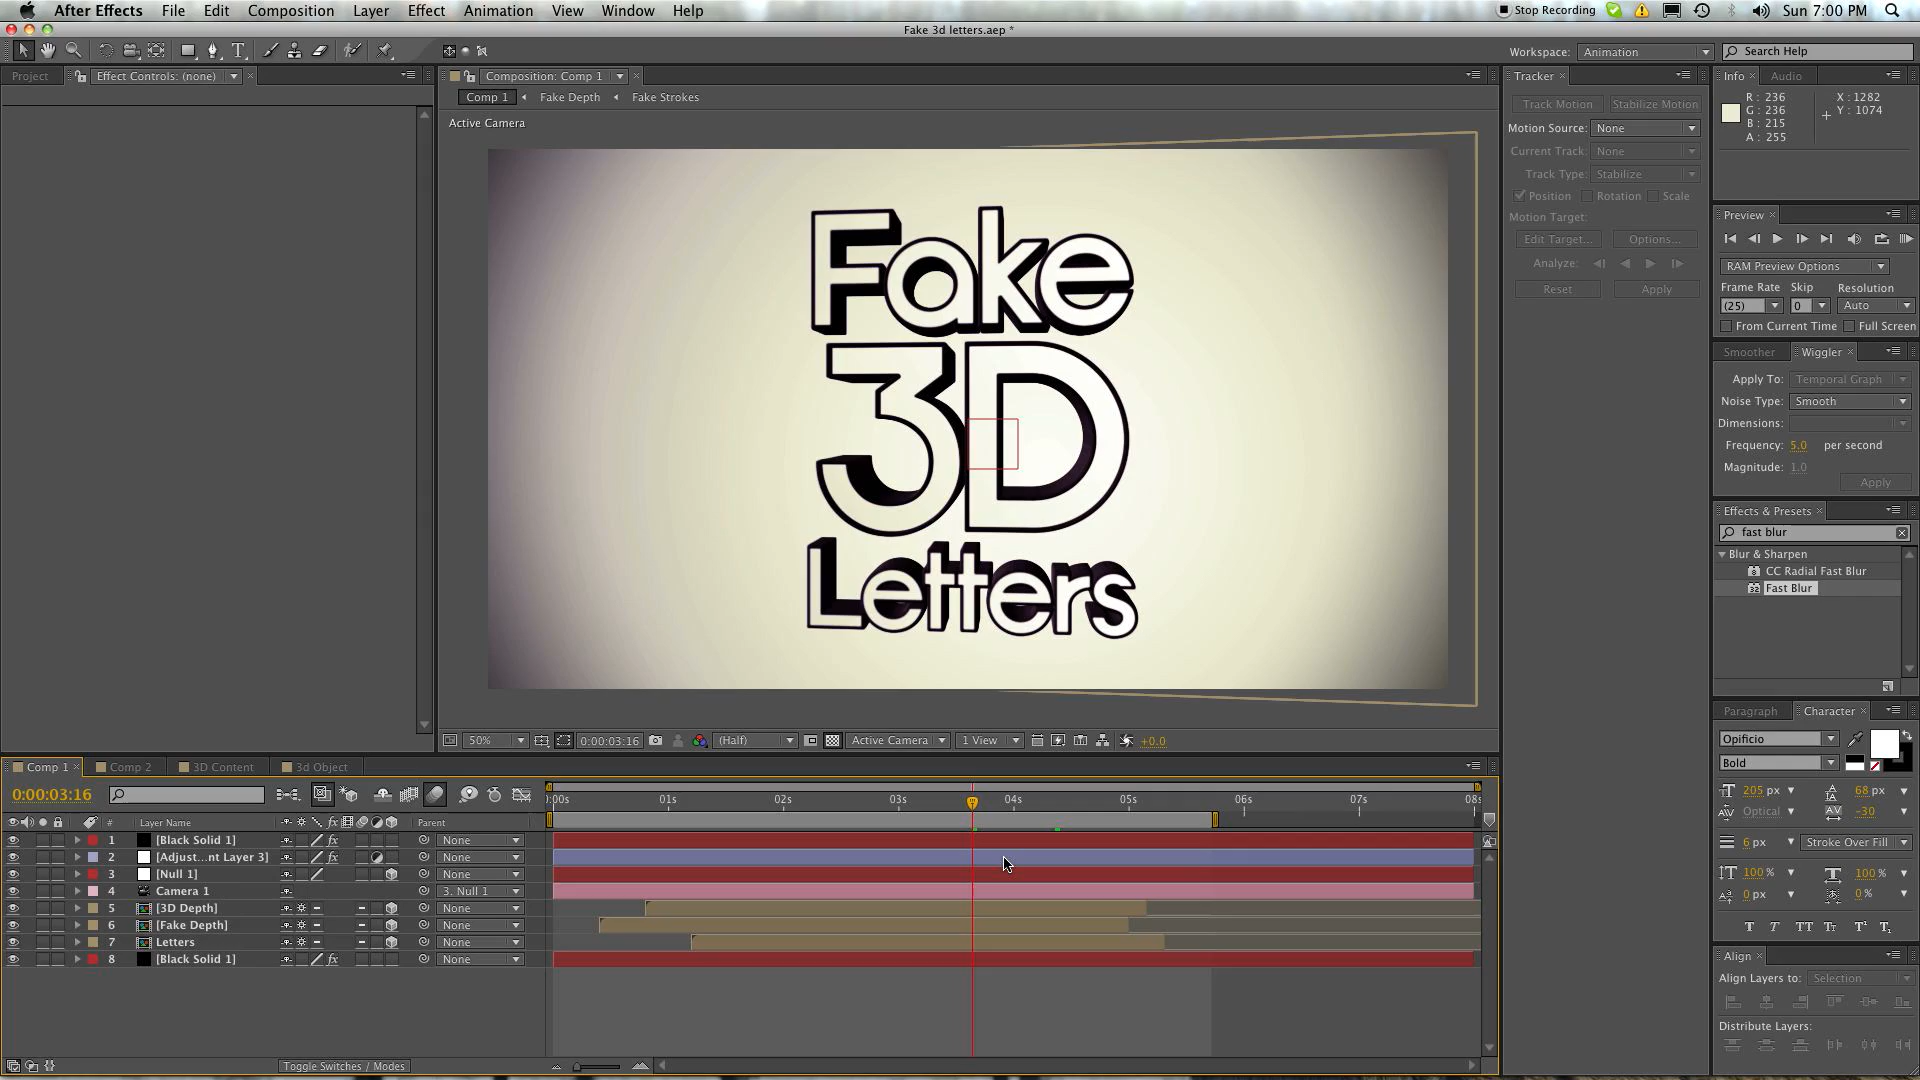 After Effects File Edit Composition Layer Effect Animation View Window Help Stop Recording Sun 7:00 PM
Fake 3d letters.aep *
Workspace: Animation Search Help
Project Effect Controls: (none)
Composition: Comp 1
Comp 1 Fake Depth Fake Strokes
Active Camera
Fake
3D
Letters
50% 0:00:03:16 (Half) Active Camera 1 View +0.0
Tracker
Track Motion Stabilize Motion
Motion Source: None
Current Track: None
Track Type: Stabilize
Position Rotation Scale
Motion Target:
Edit Target... Options...
Analyze:
Reset Apply
Info Audio
R : 236 X : 1282
G : 236 Y : 1074
B : 215
A : 255
Preview
RAM Preview Options
Frame Rate Skip Resolution
(25) 0 Auto
From Current Time Full Screen
Smoother Wiggler
Apply To: Temporal Graph
Noise Type: Smooth
Dimensions:
Frequency: 5.0 per second
Magnitude: 1.0
Apply
Effects & Presets
fast blur
Blur & Sharpen
CC Radial Fast Blur
Fast Blur
Paragraph Character
Opificio
Bold
205 px 68 px
Optical -30
6 px Stroke Over Fill
100 % 100 %
0 px 0 %
T T TT Tr T¹ T₁
Align
Align Layers to: Selection
Distribute Layers:
Comp 1 Comp 2 3D Content 3d Object
0:00:03:16
:00s 01s 02s 03s 04s 05s 06s 07s 08s
# Layer Name fx Parent
1 [Black Solid 1] fx None
2 [Adjust...nt Layer 3] fx None
3 [Null 1] None
4 Camera 1 3. Null 1
5 [3D Depth] None
6 [Fake Depth] None
7 Letters None
8 [Black Solid 1] fx None
Toggle Switches / Modes